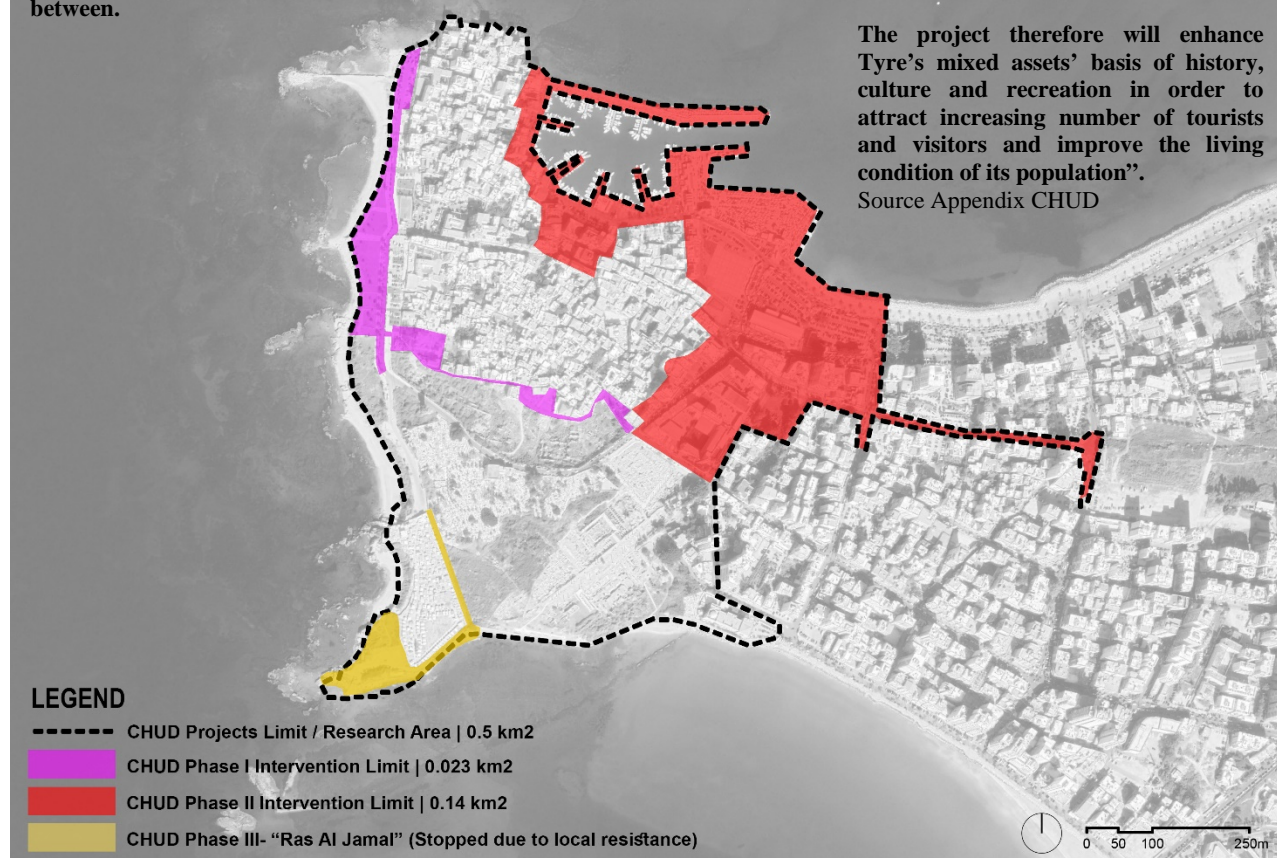 between.
The project therefore will enhance
Tyre's mixed assets' basis of history,
culture and recreation in order to
attract increasing number of tourists
and visitors and improve the living
condition of its population”.
Source Appendix CHUD
LEGEND
CHUD Projects Limit / Research Area | 0.5 km2
CHUD Phase I Intervention Limit | 0.023 km2
CHUD Phase II Intervention Limit | 0.14 km2
CHUD Phase III- “Ras Al Jamal” (Stopped due to local resistance)
0 50 100 250m